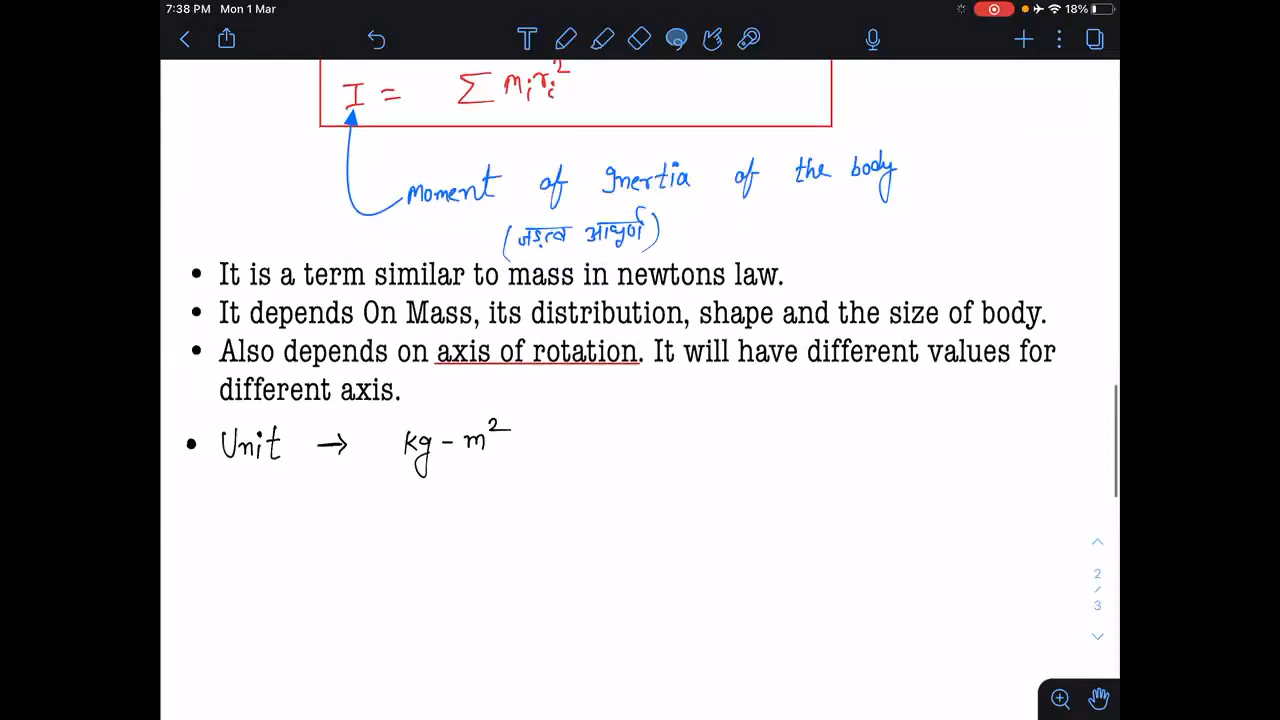 7:38 PM Mon 1 Mar 18%
I = Σ mᵢrᵢ²
Moment of Inertia of the body
(जड़त्व आघूर्ण)
• It is a term similar to mass in newtons law.
• It depends On Mass, its distribution, shape and the size of body.
• Also depends on axis of rotation. It will have different values for
different axis.
• Unit → kg - m²
2
/
3